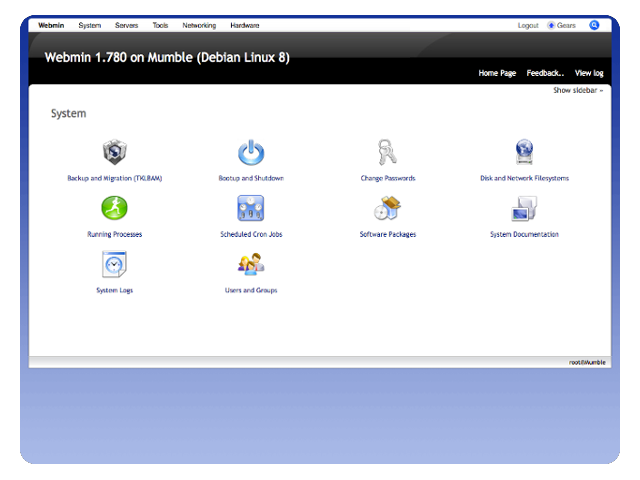 Webmin System Servers Tools Networking Hardware Logout Gears
Webmin 1.780 on Mumble (Debian Linux 8)
Home Page Feedback.. View log
Show sidebar
System
Backup and Migration (TKLBAM) Bootup and Shutdown Change Passwords Disk and Network Filesystems
Running Processes Scheduled Cron Jobs Software Packages System Documentation
System Logs Users and Groups
root@Mumble